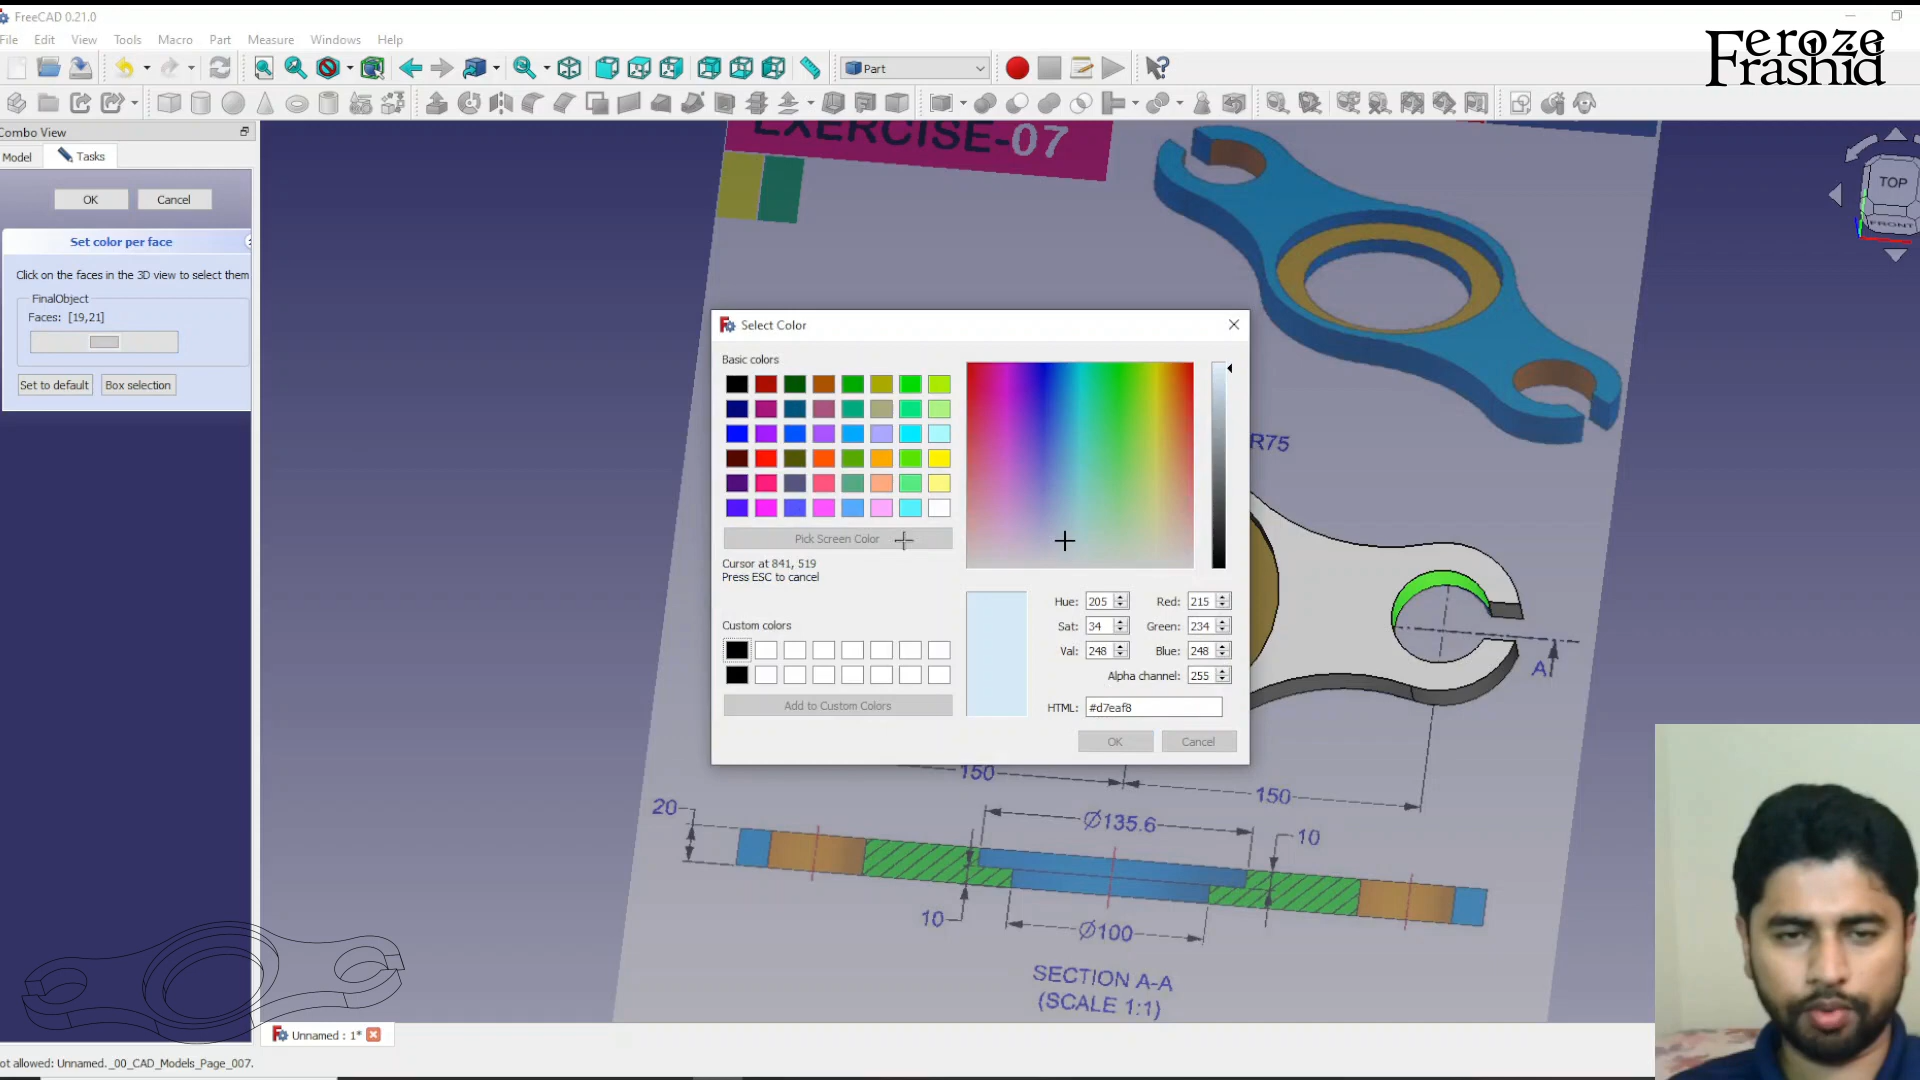 FreeCAD 0.21.0
File Edit View Tools Macro Part Measure Windows Help
Part
Feroze
Frashid
Combo View
Model Tasks
OK Cancel
Set color per face
Click on the faces in the 3D view to select them
FinalObject
Faces: [19,21]
Set to default Box selection
EXERCISE-07
TOP
FRONT
Select Color
Basic colors
Pick Screen Color
Cursor at 841, 519
Press ESC to cancel
Custom colors
Add to Custom Colors
Hue: 205 Red: 215
Sat: 34 Green: 234
Val: 248 Blue: 248
Alpha channel: 255
HTML: #d7eaf8
OK Cancel
R75
A
150
150
20
Ø135.6
10
10
Ø100
SECTION A-A
(SCALE 1:1)
Unnamed : 1*
ot allowed: Unnamed._00_CAD_Models_Page_007.